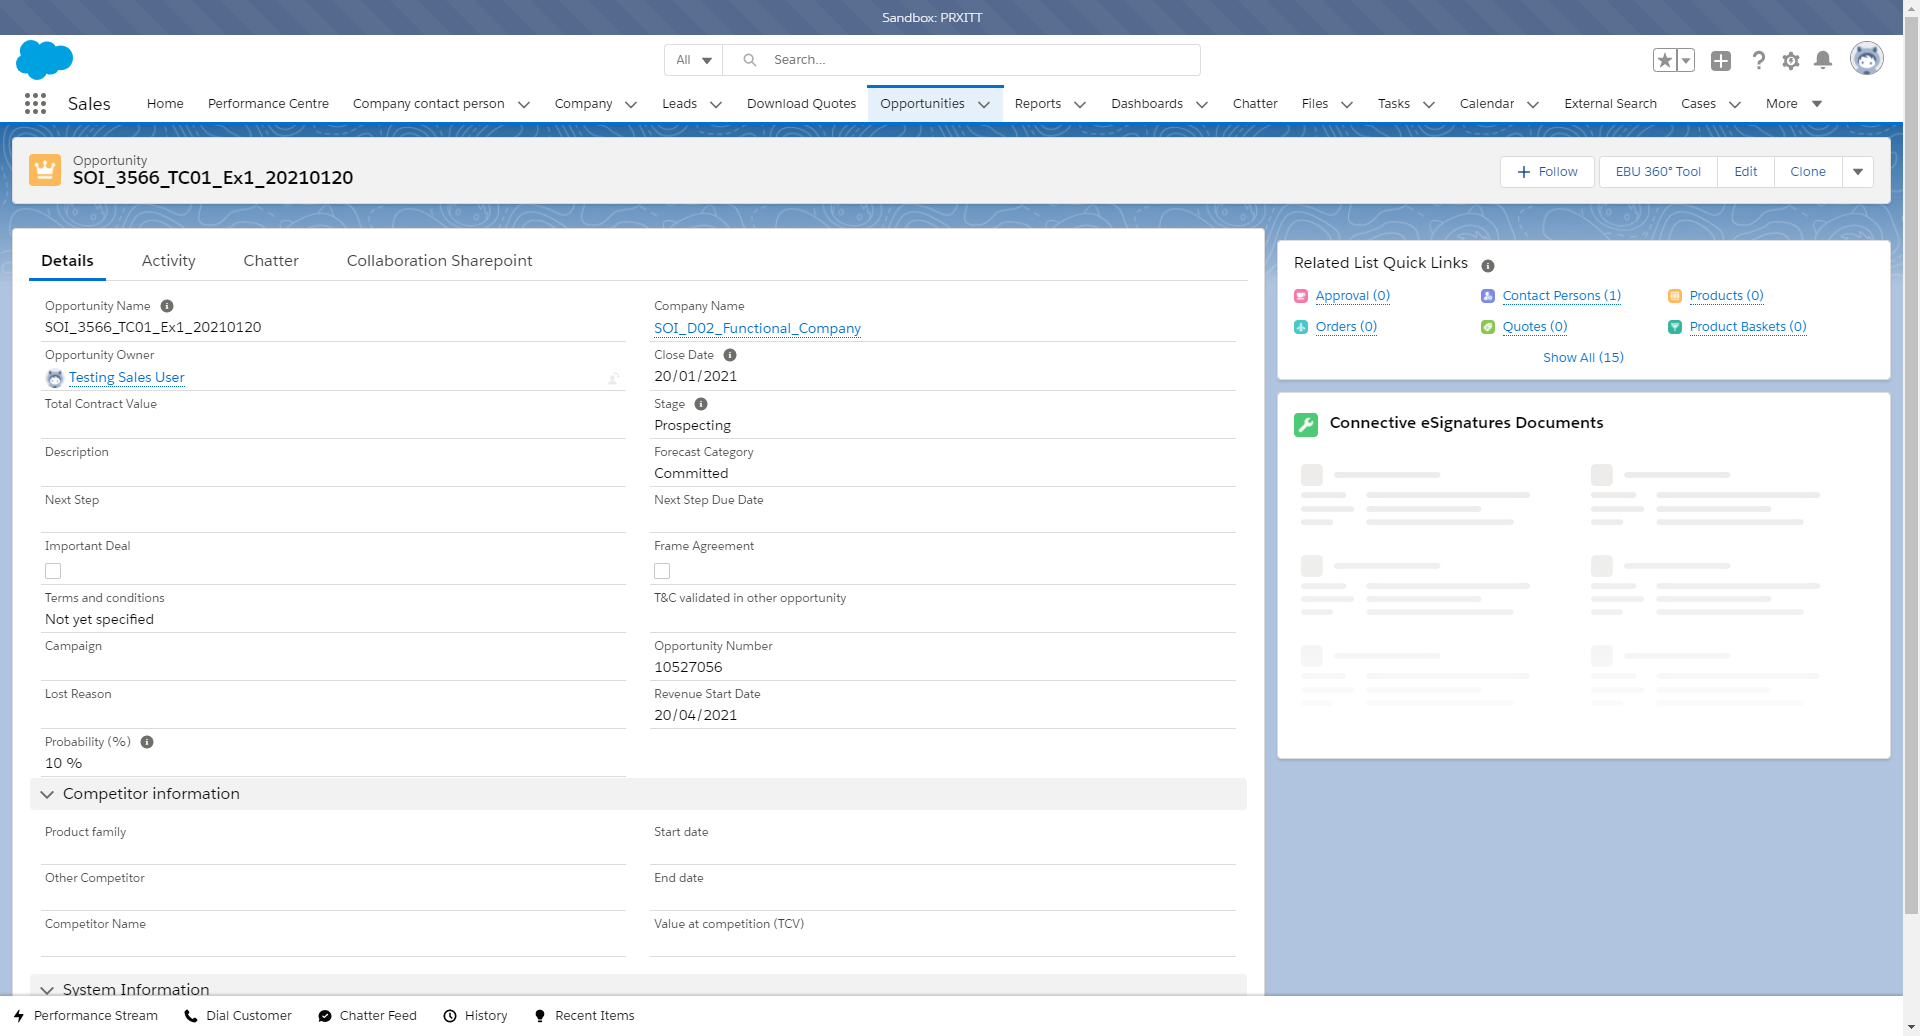 Sandbox: PRXITT
All
Search...
Sales
Home
Performance Centre
Company contact person
Company
Leads
Download Quotes
Opportunities
Reports
Dashboards
Chatter
Files
Tasks
Calendar
External Search
Cases
More
Opportunity
SOI_3566_TC01_Ex1_20210120
Follow
EBU 360° Tool
Edit
Clone
Details
Activity
Chatter
Collaboration Sharepoint
Opportunity Name
SOI_3566_TC01_Ex1_20210120
Company Name
SOI_D02_Functional_Company
Opportunity Owner
Testing Sales User
Close Date
20/01/2021
Total Contract Value
Stage
Prospecting
Description
Forecast Category
Committed
Next Step
Next Step Due Date
Important Deal
Frame Agreement
Terms and conditions
Not yet specified
T&C validated in other opportunity
Campaign
Opportunity Number
10527056
Lost Reason
Revenue Start Date
20/04/2021
Probability (%)
10 %
Competitor information
Product family
Start date
Other Competitor
End date
Competitor Name
Value at competition (TCV)
System Information
Related List Quick Links
Approval (0)
Contact Persons (1)
Products (0)
Orders (0)
Quotes (0)
Product Baskets (0)
Show All (15)
Connective eSignatures Documents
Performance Stream
Dial Customer
Chatter Feed
History
Recent Items